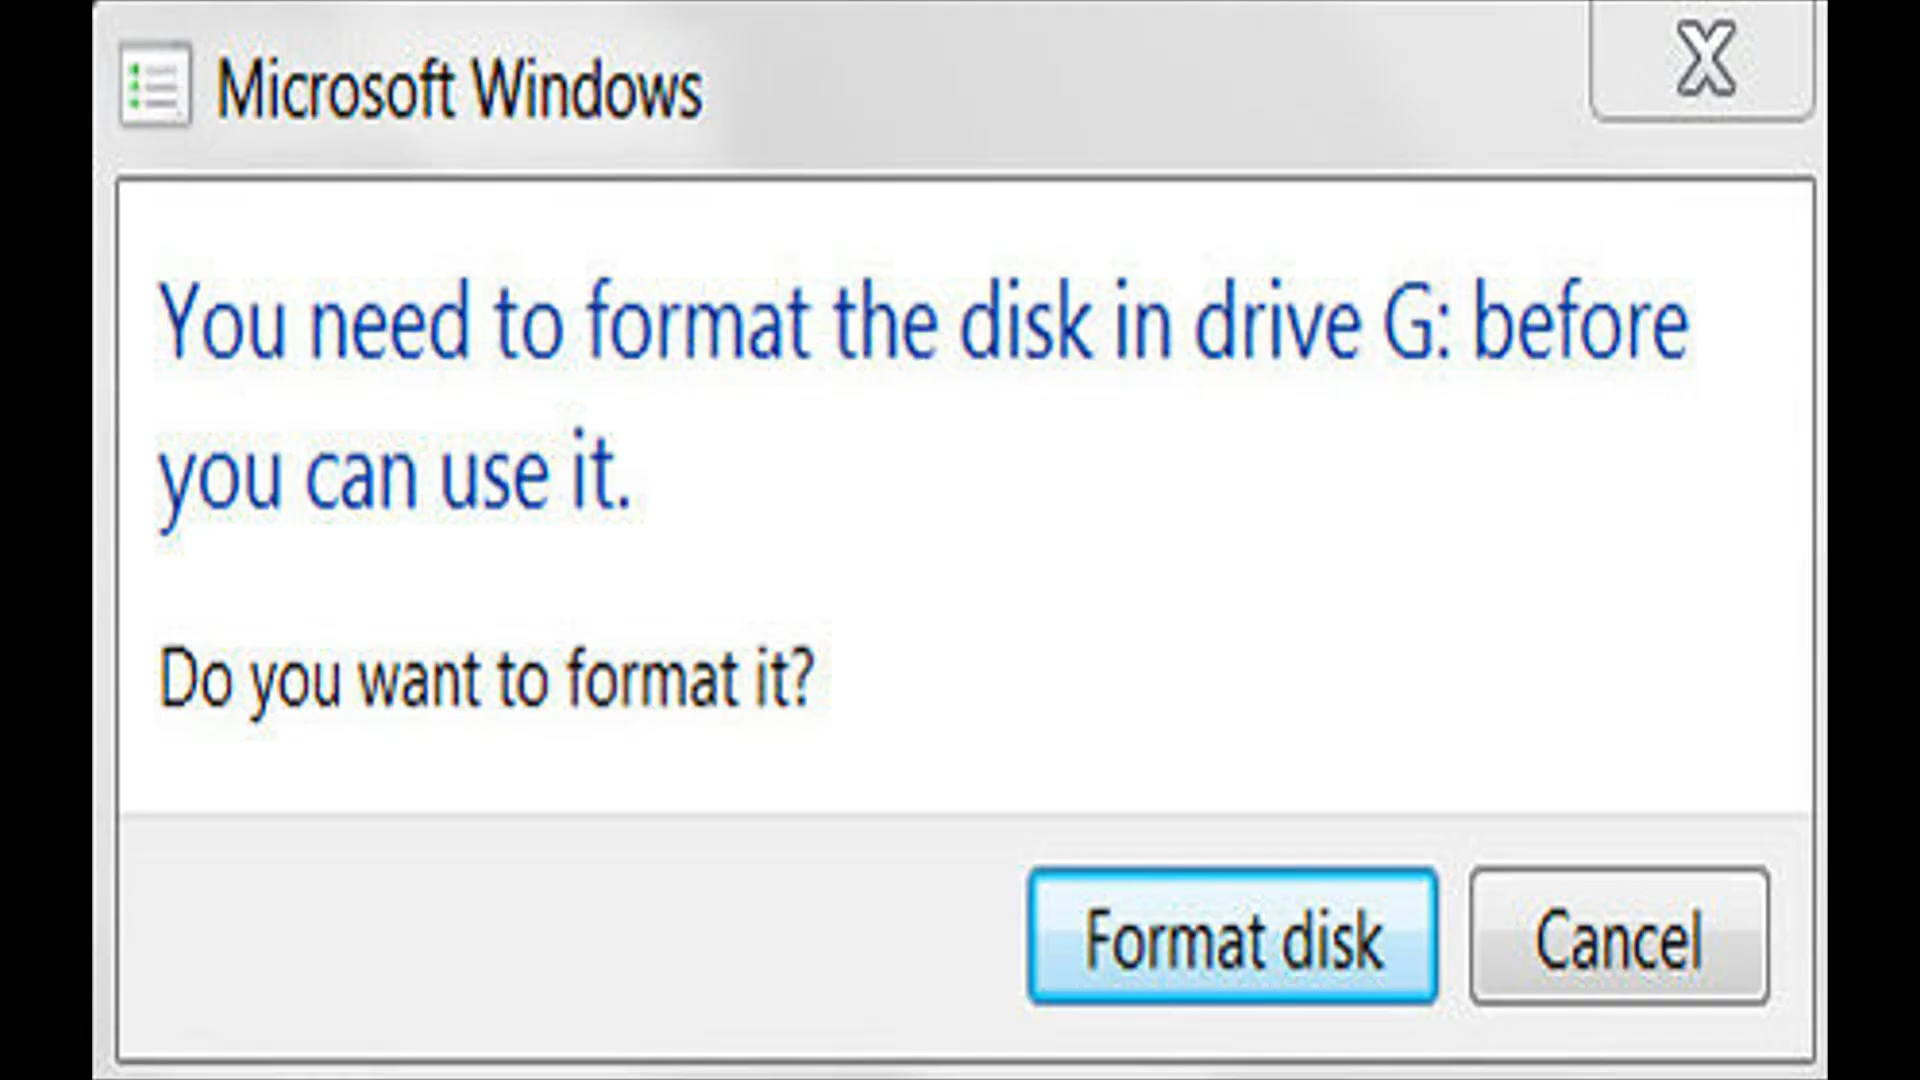 Microsoft Windows
You need to format the disk in drive G: before
you can use it.
Do you want to format it?
Format disk
Cancel